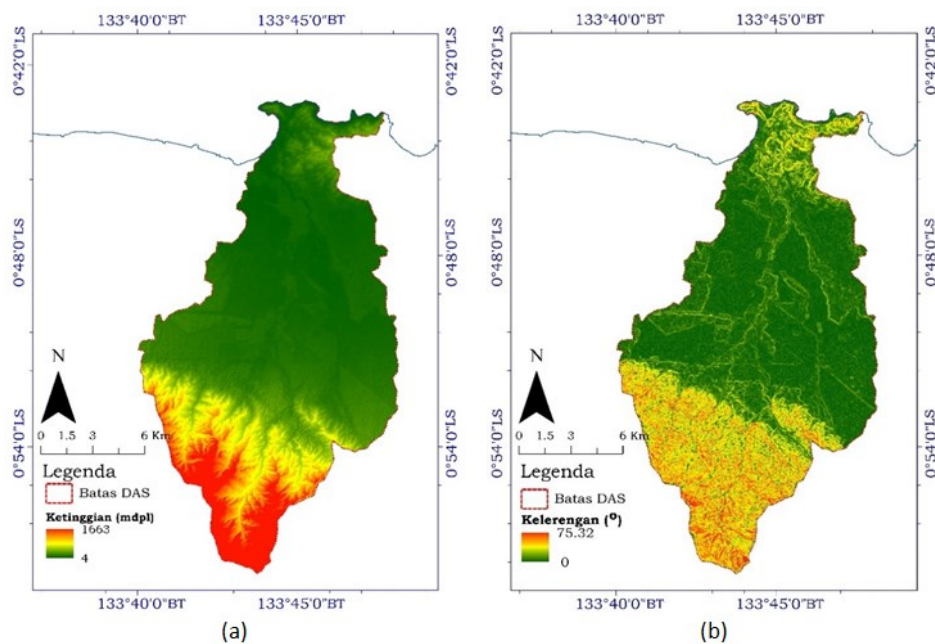 133°40'0"BT 133°45'0"BT
0°42'0"LS
0°42'0"LS
0°48'0"LS
0°48'0"LS
0°54'0"LS
0°54'0"LS
N
0 1.5 3 6 Km
Legenda
Batas DAS
Ketinggian (mdpl)
1663
4
133°40'0"BT 133°45'0"BT
(a)
133°40'0"BT 133°45'0"BT
0°42'0"LS
0°42'0"LS
0°48'0"LS
0°48'0"LS
0°54'0"LS
0°54'0"LS
N
0 1.5 3 6 Km
Legenda
Batas DAS
Kelerengan (°)
75.32
0
133°40'0"BT 133°45'0"BT
(b)